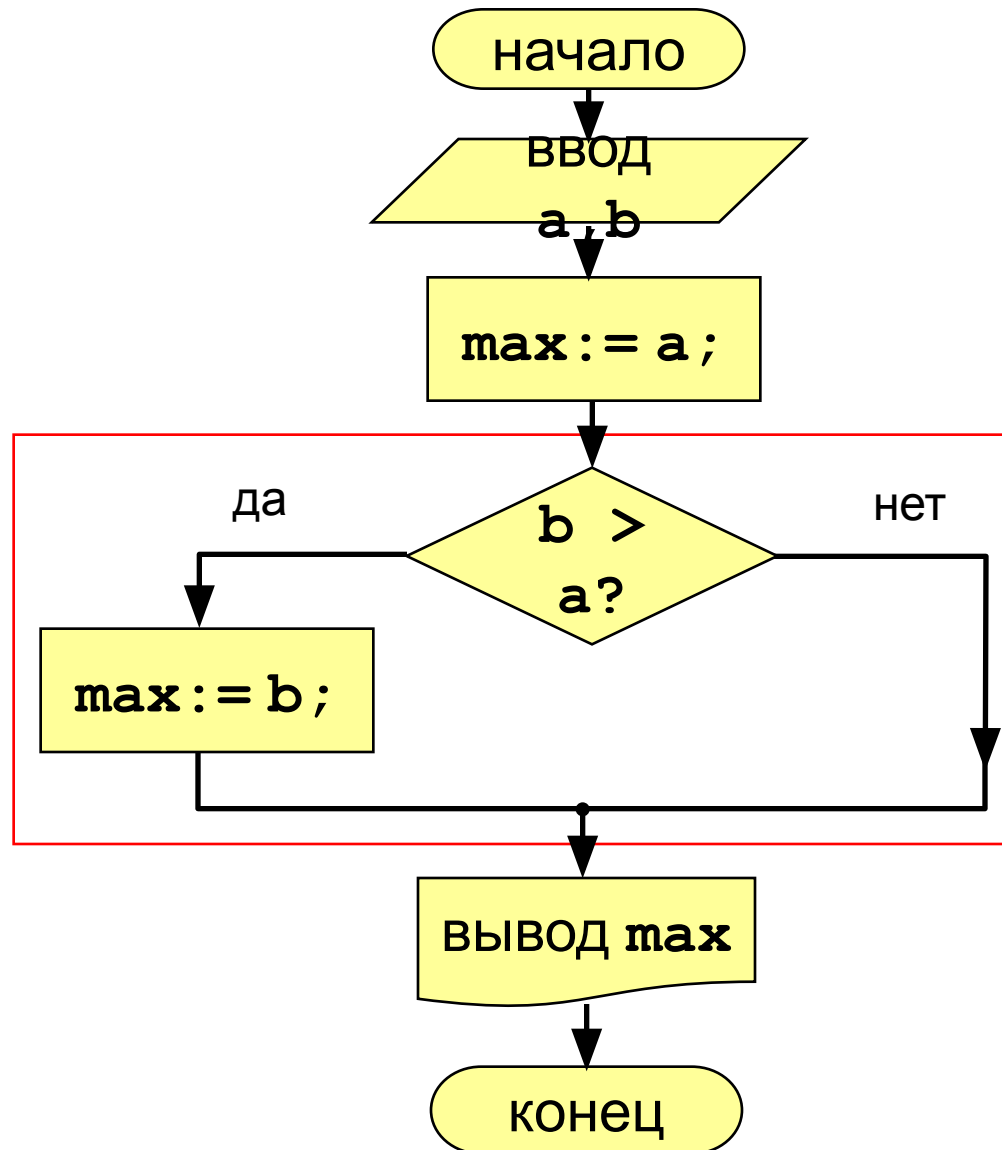 начало
ввод
a,b
max:= a;
да
нет
b >
a?
max:= b;
вывод max
конец